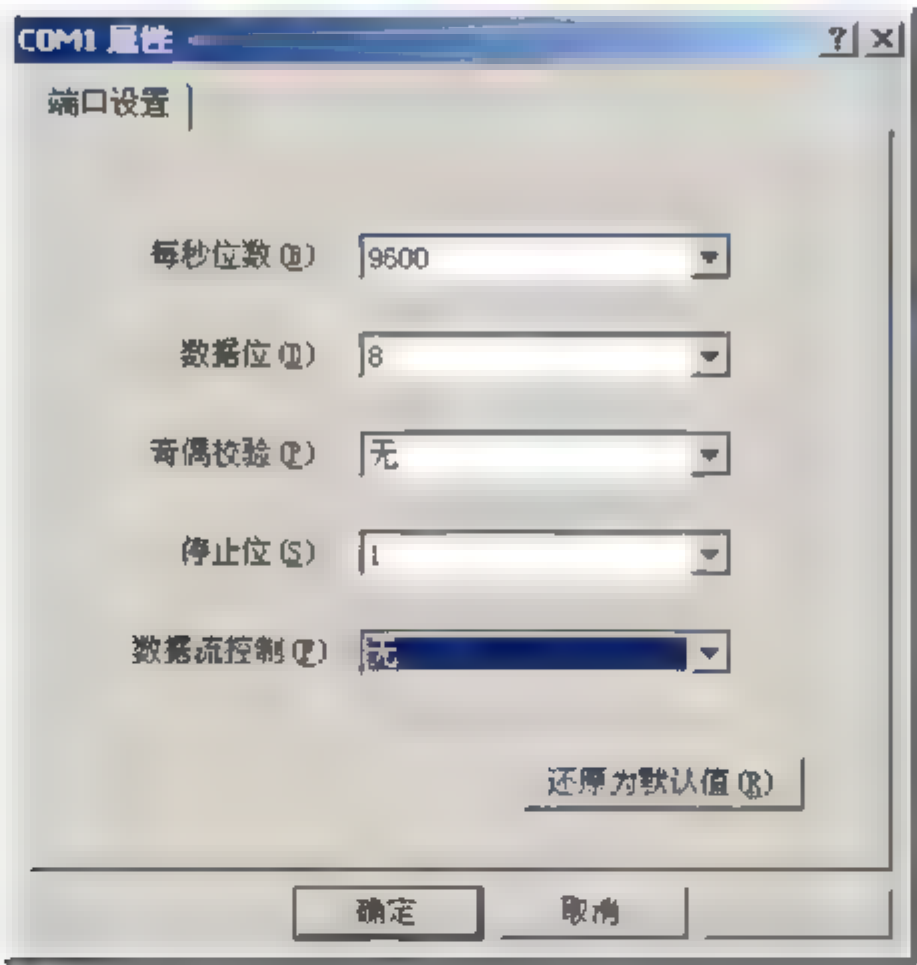 COM1 属性
端口设置
每秒位数(B) 9600
数据位(D) 8
奇偶校验(P) 无
停止位(S) 1
数据流控制(F) 无
还原为默认值(R)
确定 取消